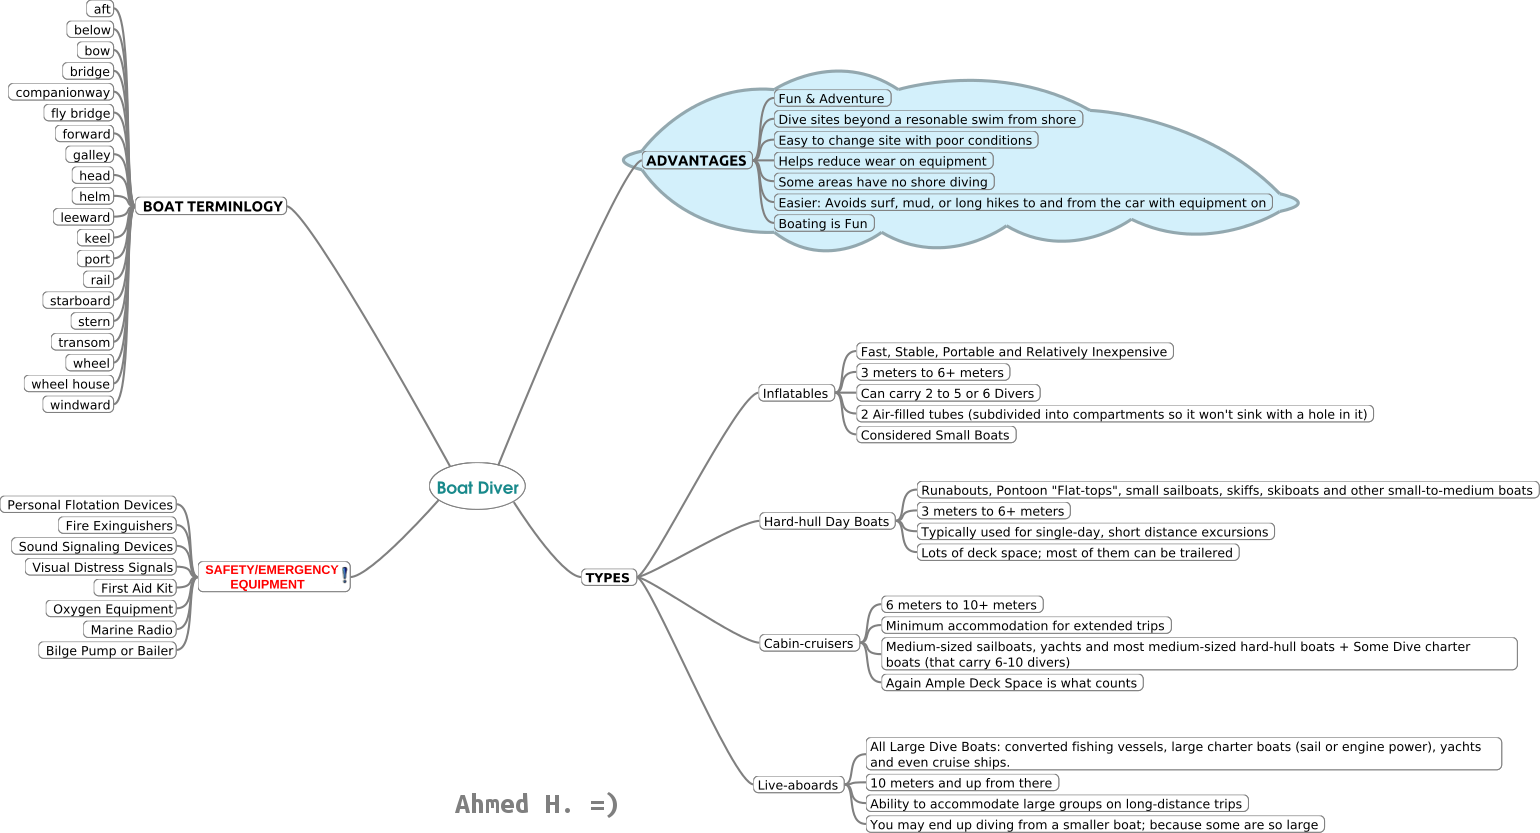 aft
below
bow
bridge
companionway
fly bridge
forward
galley
head
helm
leeward
keel
port
rail
starboard
stern
transom
wheel
wheel house
windward
BOAT TERMINLOGY
Personal Flotation Devices
Fire Exinguishers
Sound Signaling Devices
Visual Distress Signals
First Aid Kit
Oxygen Equipment
Marine Radio
Bilge Pump or Bailer
SAFETY/EMERGENCY
EQUIPMENT
Boat Diver
ADVANTAGES
Fun & Adventure
Dive sites beyond a resonable swim from shore
Easy to change site with poor conditions
Helps reduce wear on equipment
Some areas have no shore diving
Easier: Avoids surf, mud, or long hikes to and from the car with equipment on
Boating is Fun
TYPES
Inflatables
Fast, Stable, Portable and Relatively Inexpensive
3 meters to 6+ meters
Can carry 2 to 5 or 6 Divers
2 Air-filled tubes (subdivided into compartments so it won't sink with a hole in it)
Considered Small Boats
Hard-hull Day Boats
Runabouts, Pontoon "Flat-tops", small sailboats, skiffs, skiboats and other small-to-medium boats
3 meters to 6+ meters
Typically used for single-day, short distance excursions
Lots of deck space; most of them can be trailered
Cabin-cruisers
6 meters to 10+ meters
Minimum accommodation for extended trips
Medium-sized sailboats, yachts and most medium-sized hard-hull boats + Some Dive charter
boats (that carry 6-10 divers)
Again Ample Deck Space is what counts
Live-aboards
All Large Dive Boats: converted fishing vessels, large charter boats (sail or engine power), yachts
and even cruise ships.
10 meters and up from there
Ability to accommodate large groups on long-distance trips
You may end up diving from a smaller boat; because some are so large
Ahmed H. =)